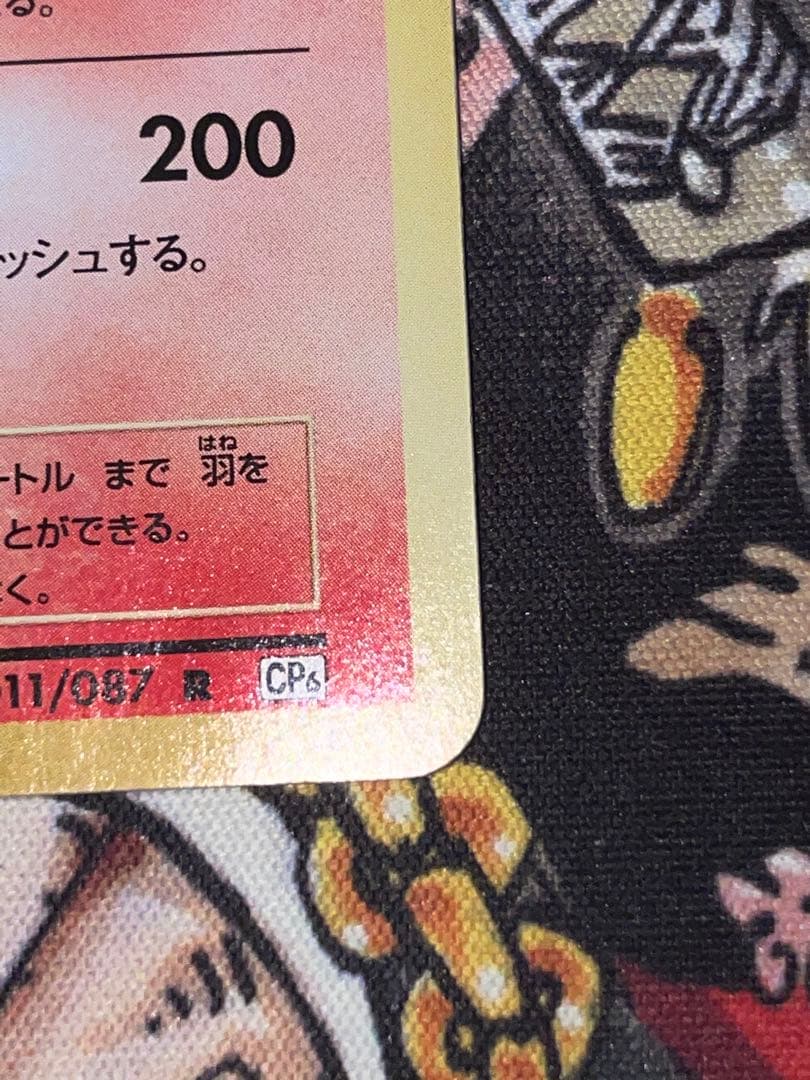 る。
200
ッシュする。
ートル まで 羽を
はね
とができる。
く。
011/087 R CP6